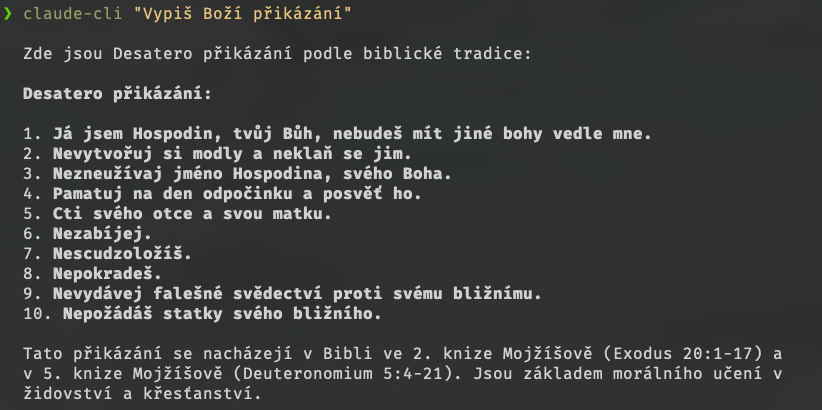 ❯ claude-cli "Vypiš Boží přikázání"
Zde jsou Desatero přikázání podle biblické tradice:
Desatero přikázání:
1. Já jsem Hospodin, tvůj Bůh, nebudeš mít jiné bohy vedle mne.
2. Nevytvořuj si modly a neklaň se jim.
3. Nezneužívaj jméno Hospodina, svého Boha.
4. Pamatuj na den odpočinku a posvěť ho.
5. Cti svého otce a svou matku.
6. Nezabíjej.
7. Nescudzoložíš.
8. Nepokradeš.
9. Nevydávej falešné svědectví proti svému bližnímu.
10. Nepožádáš statky svého bližního.
Tato přikázání se nacházejí v Bibli ve 2. knize Mojžíšově (Exodus 20:1-17) a
v 5. knize Mojžíšově (Deuteronomium 5:4-21). Jsou základem morálního učení v
židovství a křesťanství.